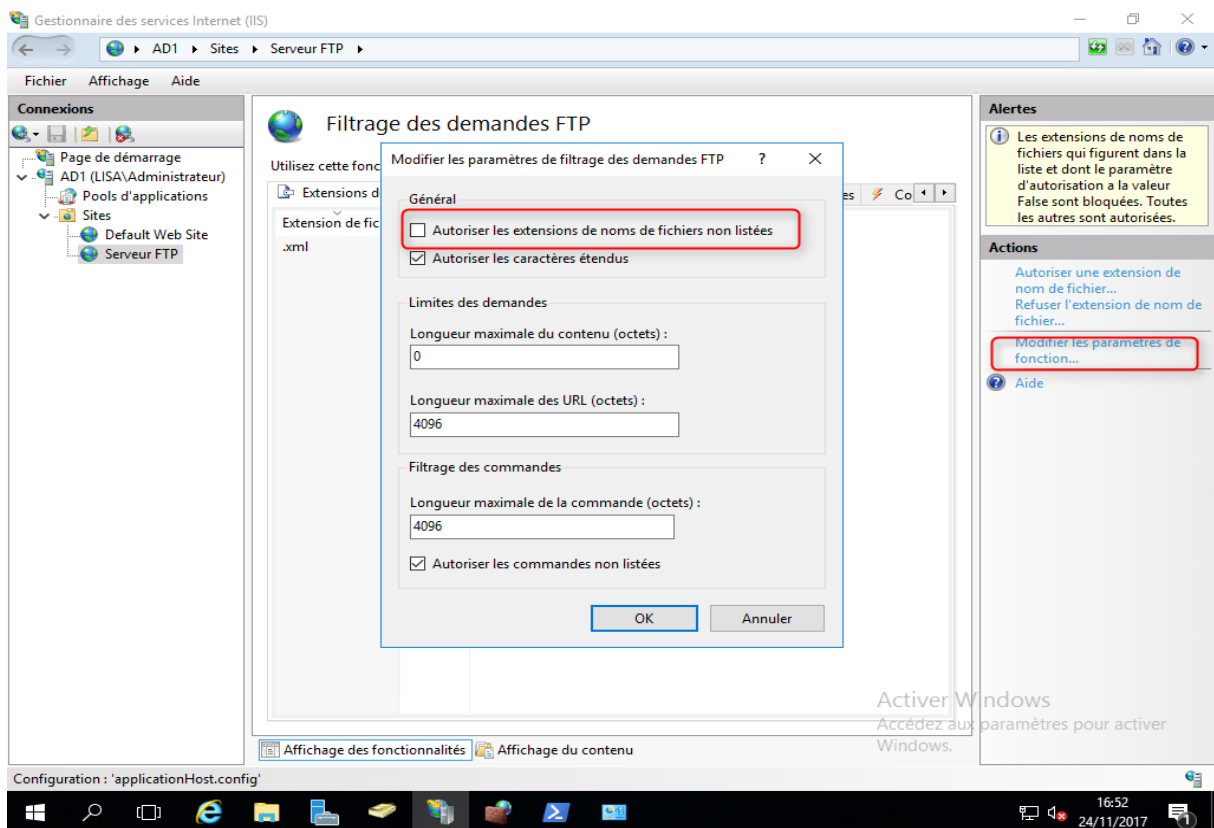 Gestionnaire des services Internet (IIS)
AD1 Sites Serveur FTP
Fichier Affichage Aide
Connexions
Page de démarrage
AD1 (LISA\Administrateur)
Pools d'applications
Sites
Default Web Site
Serveur FTP
Filtrage des demandes FTP
Utilisez cette fonc
Extensions d
es Co
Extension de fic
.xml
Modifier les paramètres de filtrage des demandes FTP ?
Général
Autoriser les extensions de noms de fichiers non listées
Autoriser les caractères étendus
Limites des demandes
Longueur maximale du contenu (octets) :
0
Longueur maximale des URL (octets) :
4096
Filtrage des commandes
Longueur maximale de la commande (octets) :
4096
Autoriser les commandes non listées
OK Annuler
Affichage des fonctionnalités Affichage du contenu
Alertes
Les extensions de noms de
fichiers qui figurent dans la
liste et dont le paramètre
d'autorisation a la valeur
False sont bloquées. Toutes
les autres sont autorisées.
Actions
Autoriser une extension de
nom de fichier...
Refuser l'extension de nom de
fichier...
Modifier les paramètres de
fonction...
Aide
Activer Windows
Accédez aux paramètres pour activer
Windows.
Configuration : 'applicationHost.config'
16:52
24/11/2017
1